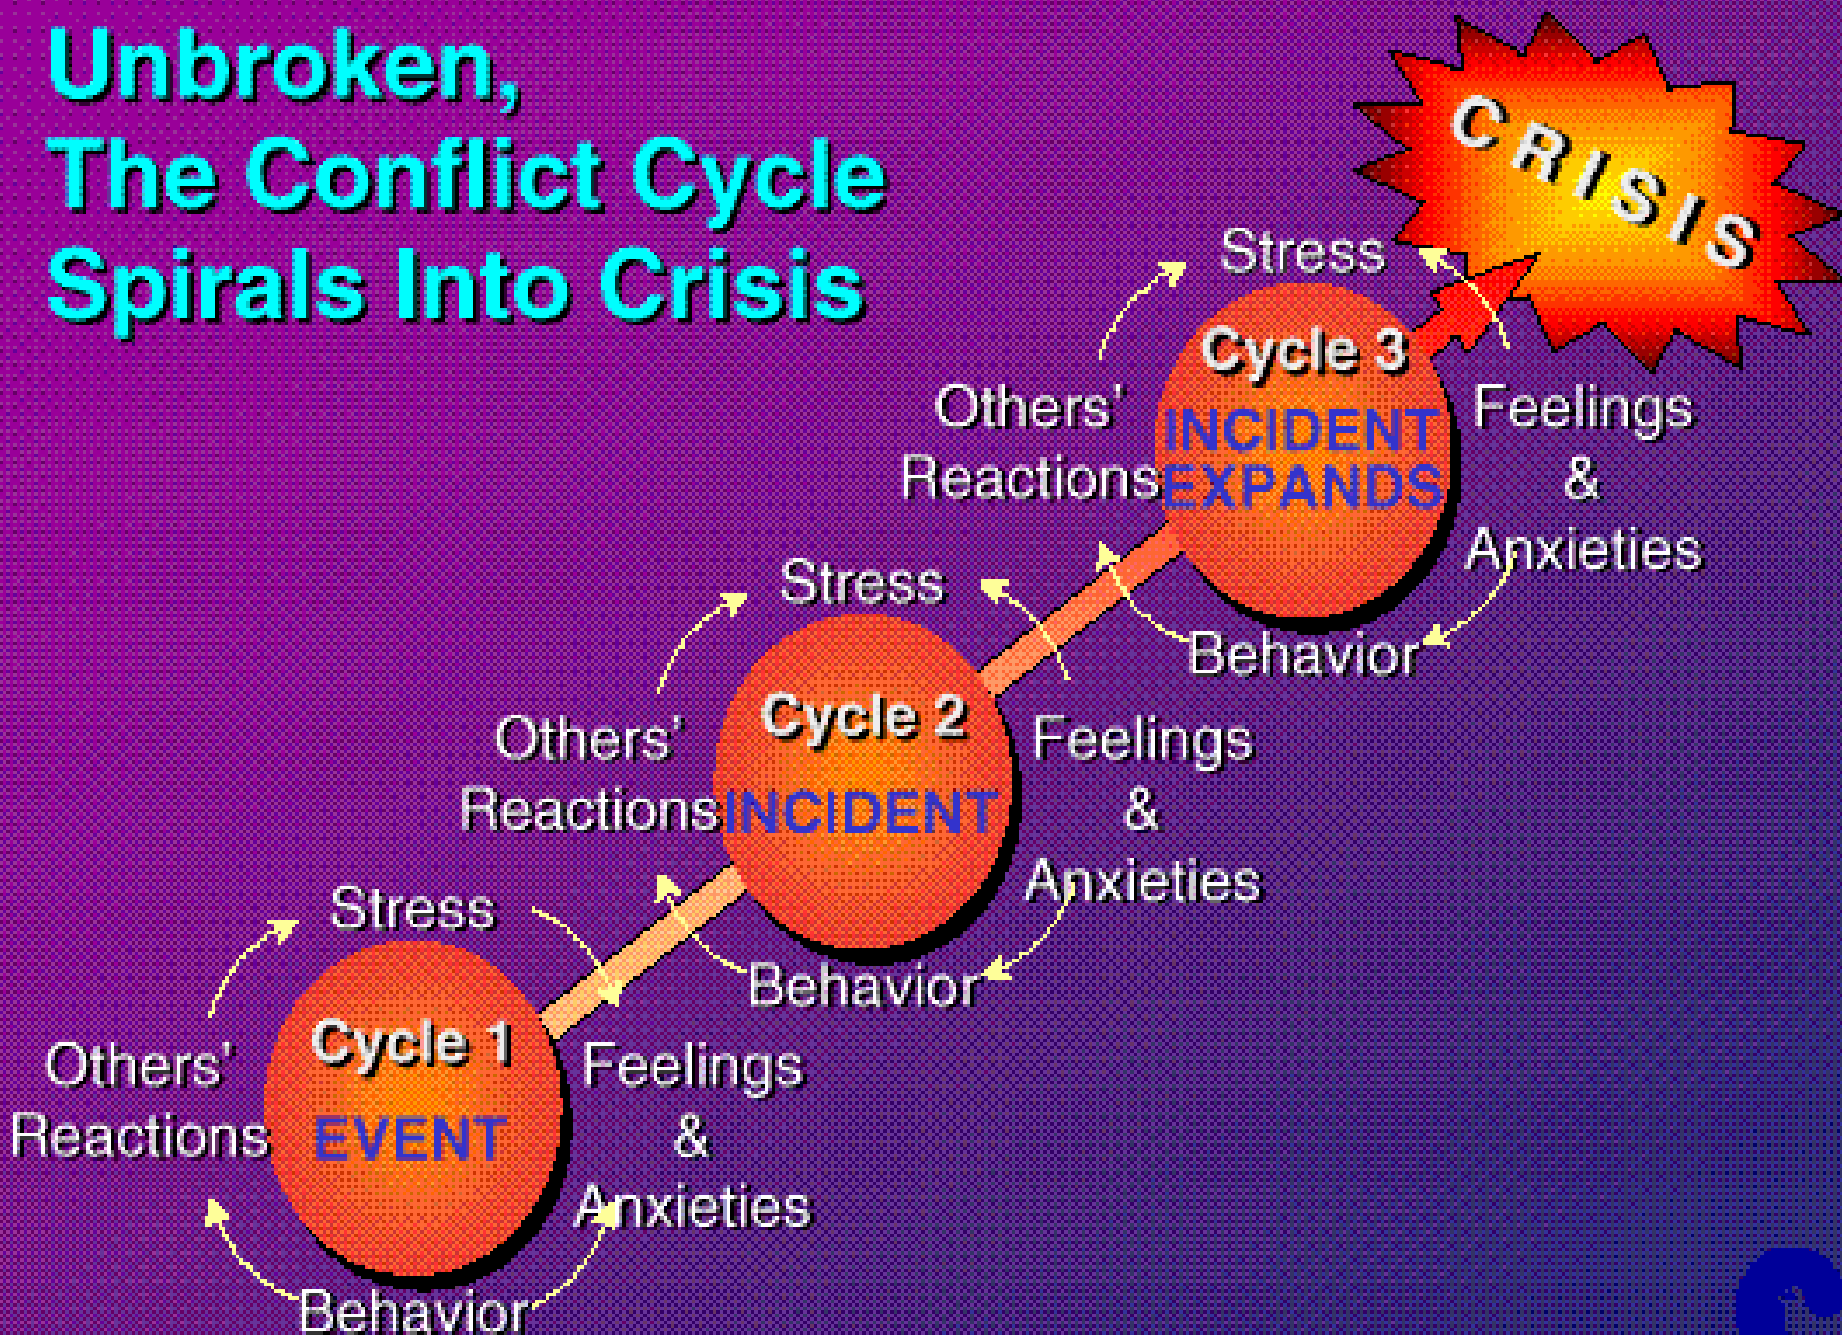 Unbroken,
The Conflict Cycle
Spirals Into Crisis
CRISIS
Stress
Cycle 3
INCIDENT
EXPANDS
Others'
Reactions
Feelings
&
Anxieties
Behavior
Stress
Cycle 2
INCIDENT
Others'
Reactions
Feelings
&
Anxieties
Behavior
Stress
Cycle 1
EVENT
Others'
Reactions
Feelings
&
Anxieties
Behavior